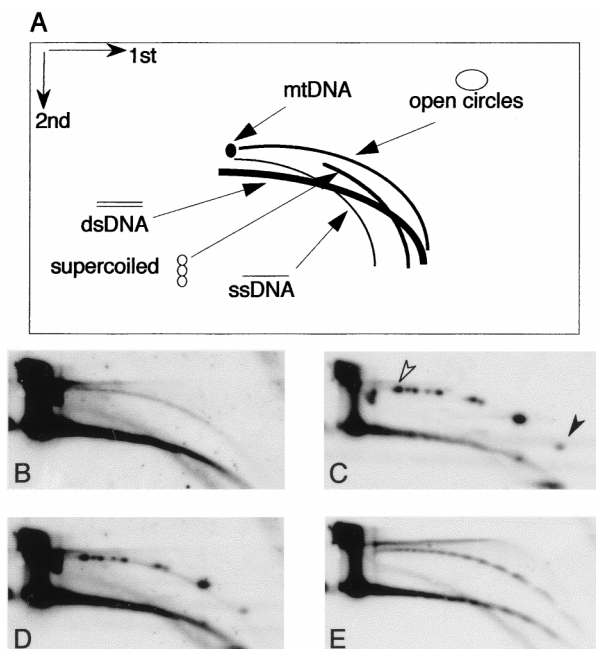 A
1st
2nd
mtDNA
open circles
dsDNA
supercoiled
ssDNA
B
C
D
E